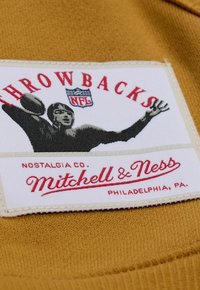 THROWBACKS
NFL
NOSTALGIA CO.
Mitchell & Ness
PHILADELPHIA, PA.